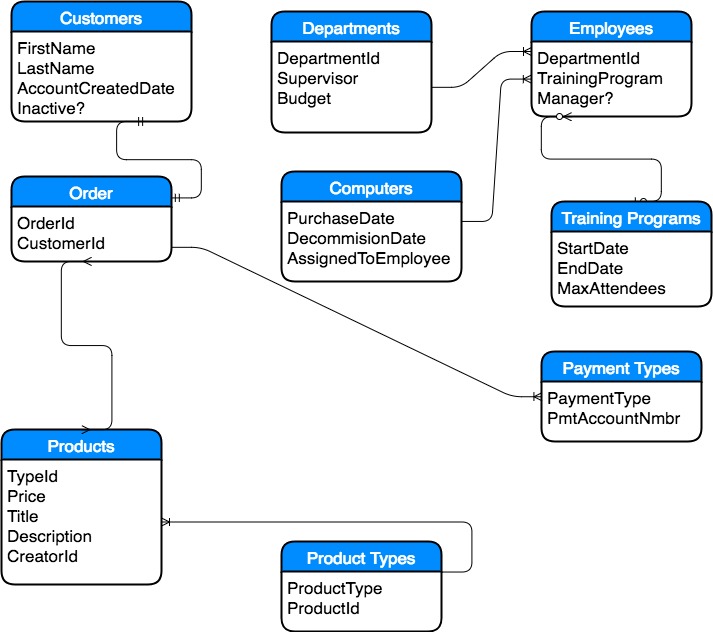 Customers
FirstName
LastName
AccountCreatedDate
Inactive?
Departments
DepartmentId
Supervisor
Budget
Employees
DepartmentId
TrainingProgram
Manager?
Order
OrderId
CustomerId
Computers
PurchaseDate
DecommisionDate
AssignedToEmployee
Training Programs
StartDate
EndDate
MaxAttendees
Payment Types
PaymentType
PmtAccountNmbr
Products
TypeId
Price
Title
Description
CreatorId
Product Types
ProductType
ProductId